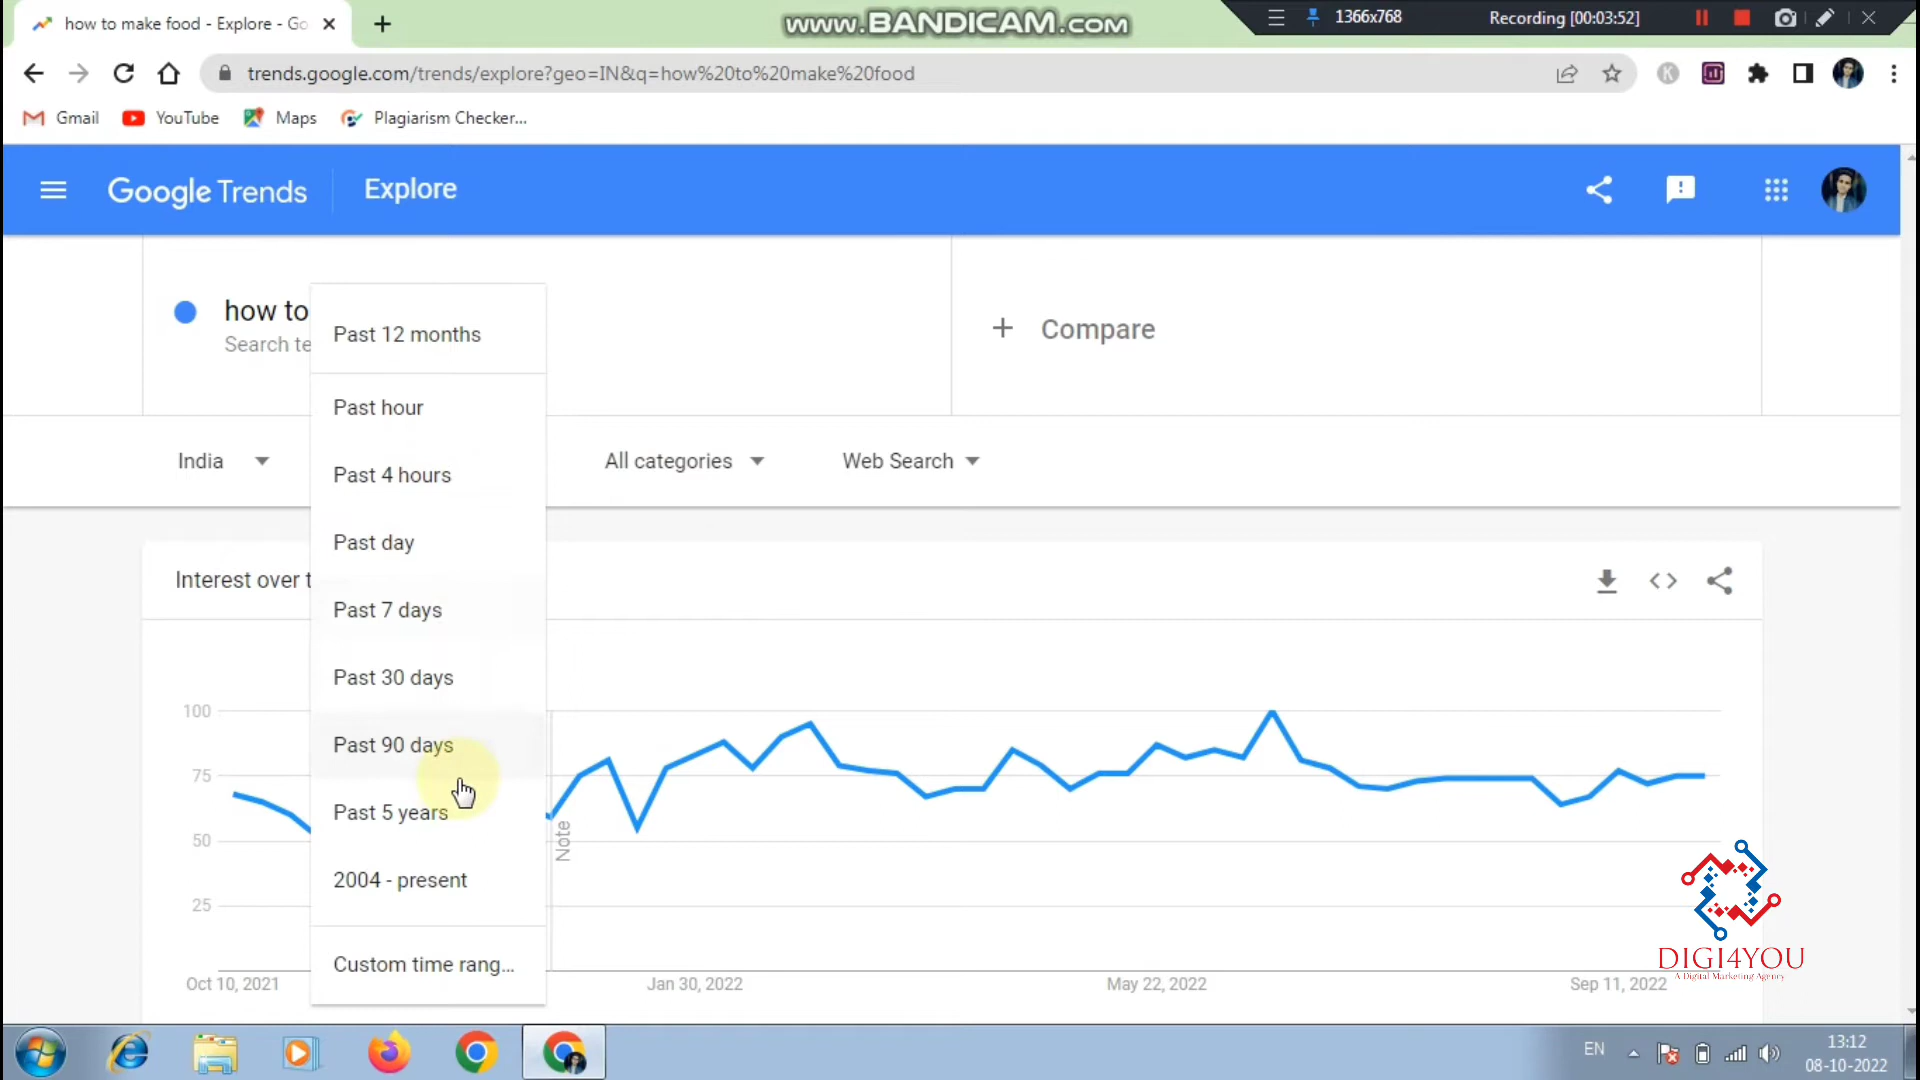 how to make food - Explore - Go
www.BANDICAM.com
1366x768
Recording [00:03:52]
trends.google.com/trends/explore?geo=IN&q=how%20to%20make%20food
K
Gmail
YouTube
Maps
Plagiarism Checker...
Google Trends
Explore
how to
Search te
Compare
Past 12 months
Past hour
Past 4 hours
Past day
Past 7 days
Past 30 days
Past 90 days
Past 5 years
2004 - present
Custom time rang...
India
All categories
Web Search
Interest over t
100
75
50
25
Note
Oct 10, 2021
Jan 30, 2022
May 22, 2022
Sep 11, 2022
DIGI4YOU
A Digital Marketing Agency
EN
13:12
08-10-2022